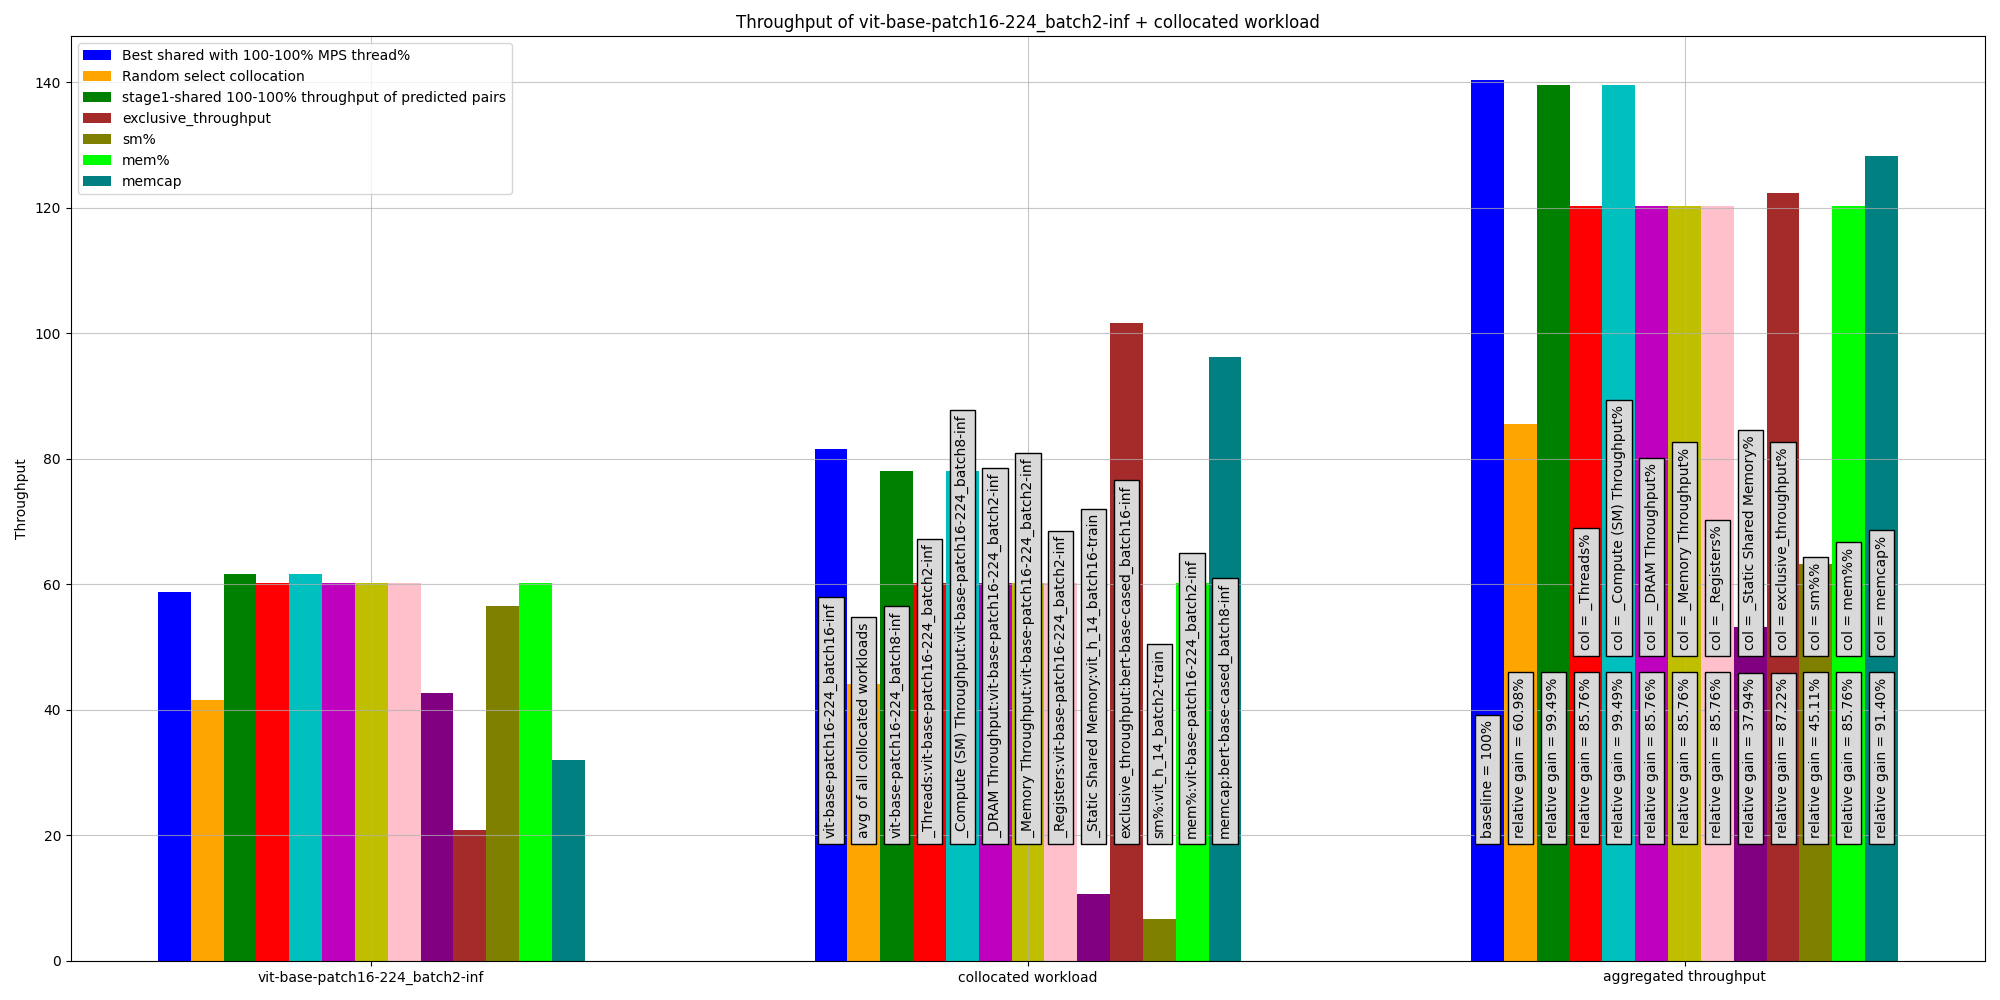 Throughput of vit-base-patch16-224_batch2-inf + collocated workload
Best shared with 100-100% MPS thread%
Random select collocation
stage1-shared 100-100% throughput of predicted pairs
exclusive_throughput
sm%
mem%
memcap
Throughput
140
120
100
80
60
40
20
0
vit-base-patch16-224_batch16-inf
avg of all collocated workloads
vit-base-patch16-224_batch8-inf
_Threads:vit-base-patch16-224_batch2-inf
_Compute (SM) Throughput:vit-base-patch16-224_batch8-inf
_DRAM Throughput:vit-base-patch16-224_batch2-inf
_Memory Throughput:vit-base-patch16-224_batch2-inf
_Registers:vit-base-patch16-224_batch2-inf
_Static Shared Memory:vit_h_14_batch16-train
exclusive_throughput:bert-base-cased_batch16-inf
sm%:vit_h_14_batch2-train
mem%:vit-base-patch16-224_batch2-inf
memcap:bert-base-cased_batch8-inf
col = _Threads%
col = _Compute (SM) Throughput%
col = _DRAM Throughput%
col = _Memory Throughput%
col = _Registers%
col = _Static Shared Memory%
col = exclusive_throughput%
col = sm%%
col = mem%%
col = memcap%
baseline = 100%
relative gain = 60.98%
relative gain = 99.49%
relative gain = 85.76%
relative gain = 99.49%
relative gain = 85.76%
relative gain = 85.76%
relative gain = 85.76%
relative gain = 37.94%
relative gain = 87.22%
relative gain = 45.11%
relative gain = 85.76%
relative gain = 91.40%
vit-base-patch16-224_batch2-inf
collocated workload
aggregated throughput